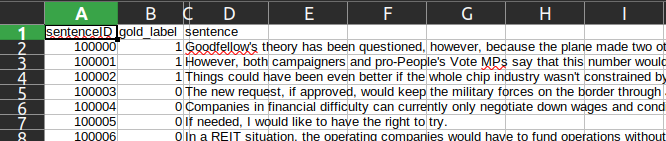 A B C D E F G H I
1 sentenceID gold_label sentence
2 100000 1 Goodfellow's theory has been questioned, however, because the plane made two ot
3 100001 1 However, both campaigners and pro-People's Vote MPs say that this number would
4 100002 1 Things could have been even better if the whole chip industry wasn't constrained by
5 100003 0 The new request, if approved, would keep the military forces on the border through
6 100004 0 Companies in financial difficulty can currently only negotiate down wages and cond
7 100005 0 If needed, I would like to have the right to try.
8 100006 0 In a REIT situation, the operating companies would have to fund operations without